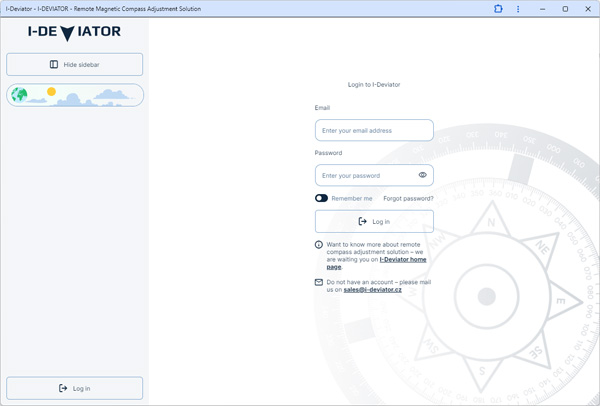 I-Deviator - I-DEVIATOR - Remote Magnetic Compass Adjustment Solution
I-DEVIATOR
Hide sidebar
Login to I-Deviator
Email
Enter your email address
Password
Enter your password
Remember me
Forgot password?
Log in
Want to know more about remote
compass adjustment solution – we
are waiting you on I-Deviator home
page.
Do not have an account – please mail
us on sales@i-deviator.cz
Log in
N
NE
E
SE
S
SW
NW